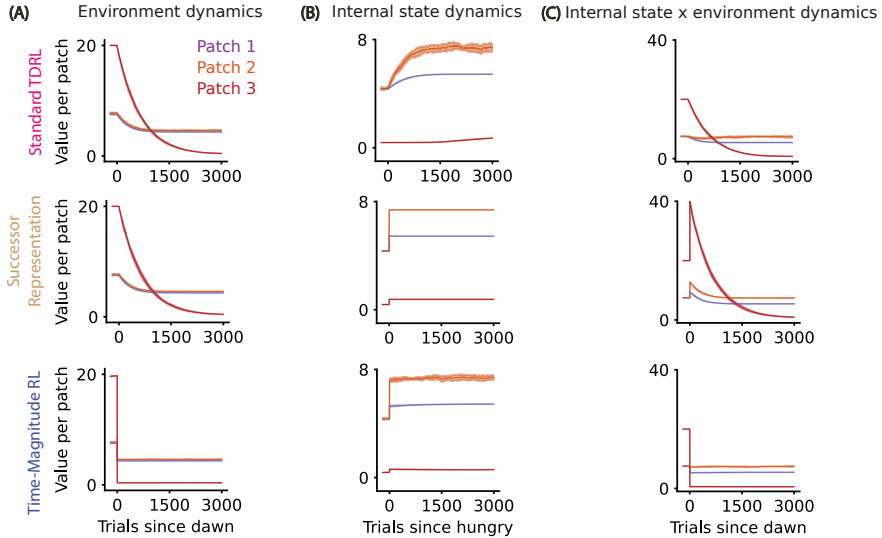 (A) Environment dynamics
(B) Internal state dynamics
(C) Internal state x environment dynamics
Standard TDRL
Value per patch
20
0
0 1500 3000
Patch 1
Patch 2
Patch 3
8
0
0 1500 3000
40
0
0 1500 3000
Successor
Representation
Value per patch
20
0
0 1500 3000
8
0
0 1500 3000
40
0
0 1500 3000
Time-Magnitude RL
Value per patch
20
0
0 1500 3000
Trials since dawn
8
0
0 1500 3000
Trials since hungry
40
0
0 1500 3000
Trials since dawn